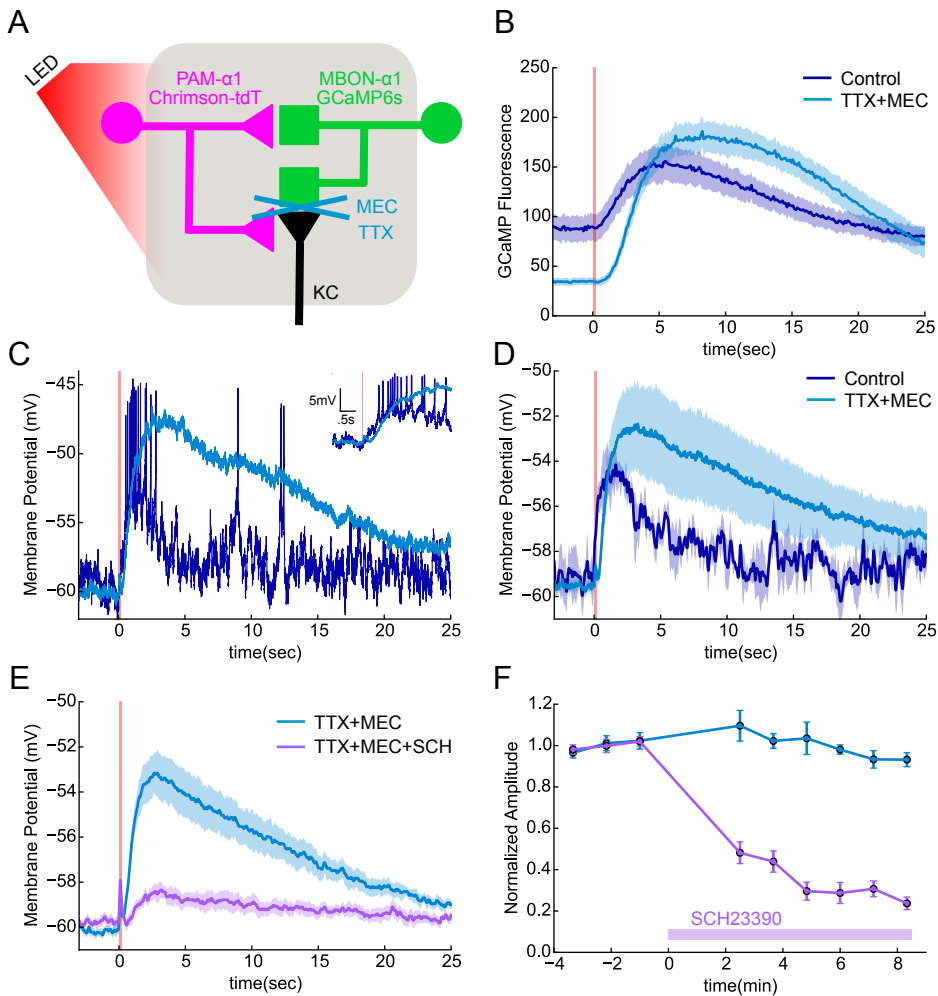 A
LED
PAM-α1
Chrimson-tdT
MBON-α1
GCaMP6s
MEC
TTX
KC
B
GCaMP Fluorescence
250
200
150
100
50
0
Control
TTX+MEC
0 5 10 15 20 25
time(sec)
C
Membrane Potential (mV)
−45
−50
−55
−60
5mV
.5s
0 5 10 15 20 25
time(sec)
D
Membrane Potential (mV)
−50
−52
−54
−56
−58
−60
Control
TTX+MEC
0 5 10 15 20 25
time(sec)
E
Membrane Potential (mV)
−50
−52
−54
−56
−58
−60
TTX+MEC
TTX+MEC+SCH
0 5 10 15 20 25
time(sec)
F
Normalized Amplitude
1.2
1.0
0.8
0.6
0.4
0.2
0.0
SCH23390
−4 −2 0 2 4 6 8
time(min)